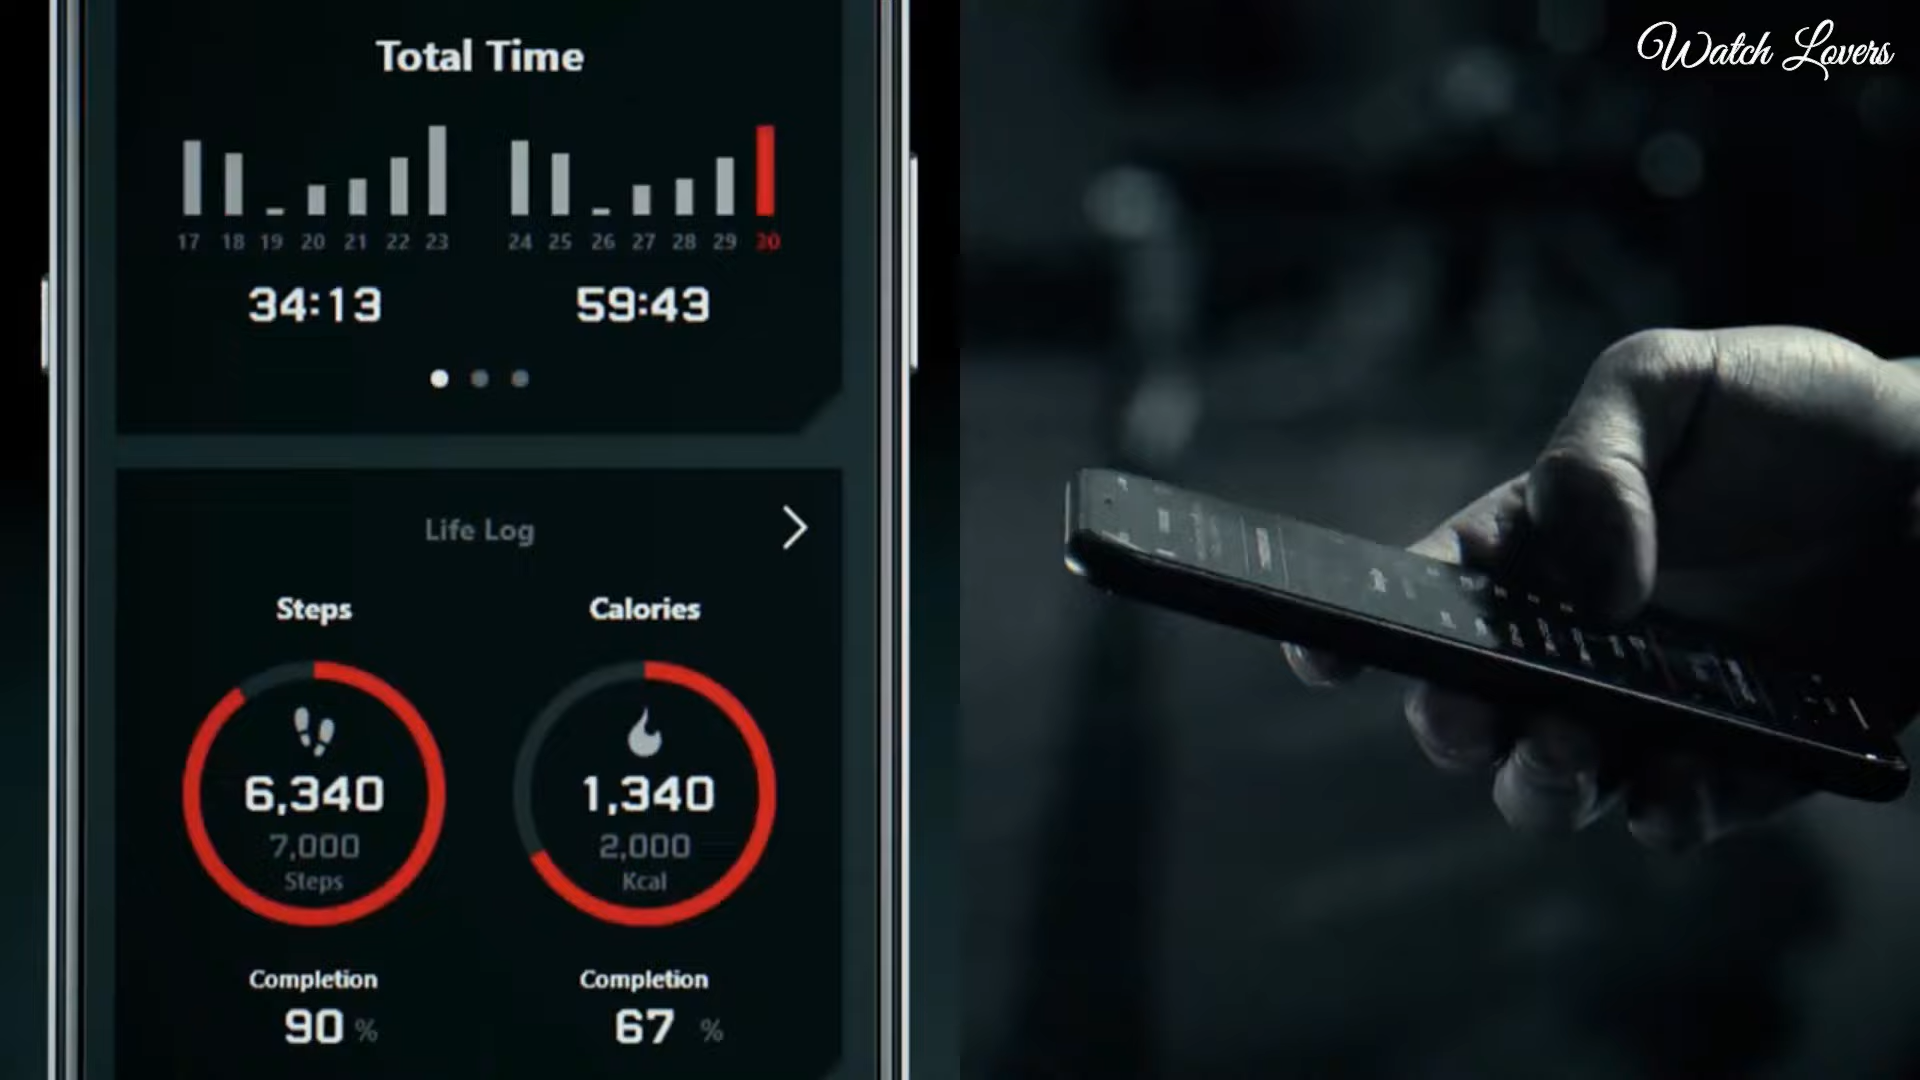 Watch Lovers
Total Time
17 18 19 20 21 22 23 24 25 26 27 28 29 30
34:13 59:43
Life Log
Steps Calories
6,340 1,340
7,000 2,000
Steps Kcal
Completion Completion
90 % 67 %